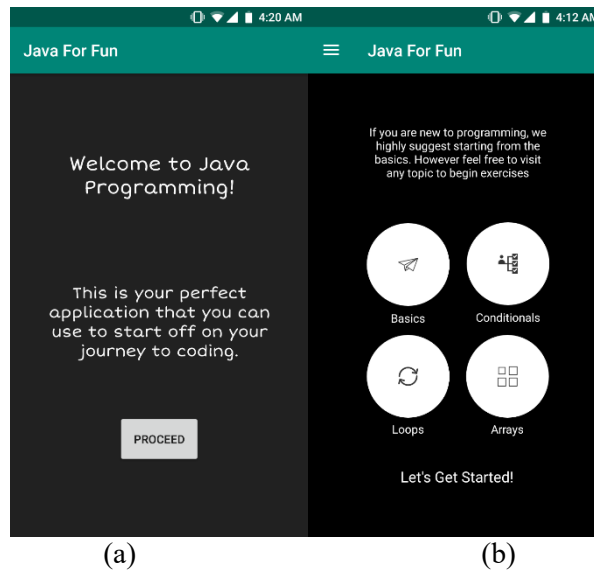 4:20 AM
Java For Fun
Welcome to Java
Programming!
This is your perfect
application that you can
use to start off on your
journey to coding.
PROCEED
(a)
4:12 AM
Java For Fun
If you are new to programming, we
highly suggest starting from the
basics. However feel free to visit
any topic to begin exercises
Basics
Conditionals
Loops
Arrays
Let's Get Started!
(b)